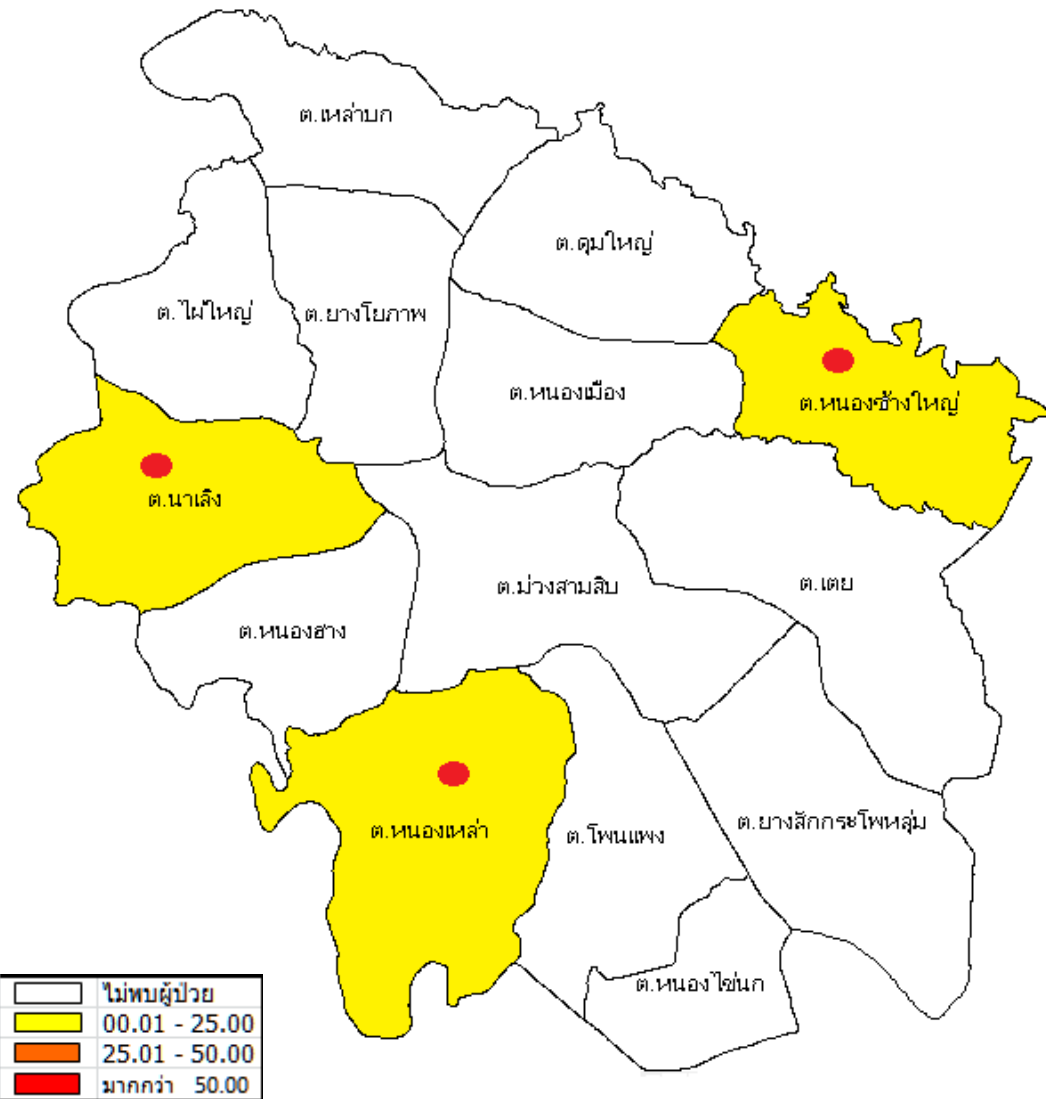 ต.เหล่าบก
ต.ดุมใหญ่
ต.ไผ่ใหญ่
ต.ยางโยภาพ
ต.หนองเมือง
ต.หนองช้างใหญ่
ต.นาเลิง
ต.ม่วงสามสิบ
ต.เตย
ต.หนองฮาง
ต.หนองเหล่า
ต.โพนแพง
ต.ยางสักกระโพหลุ่ม
ต.หนองไข่นก
ไม่พบผู้ป่วย
00.01 - 25.00
25.01 - 50.00
มากกว่า 50.00